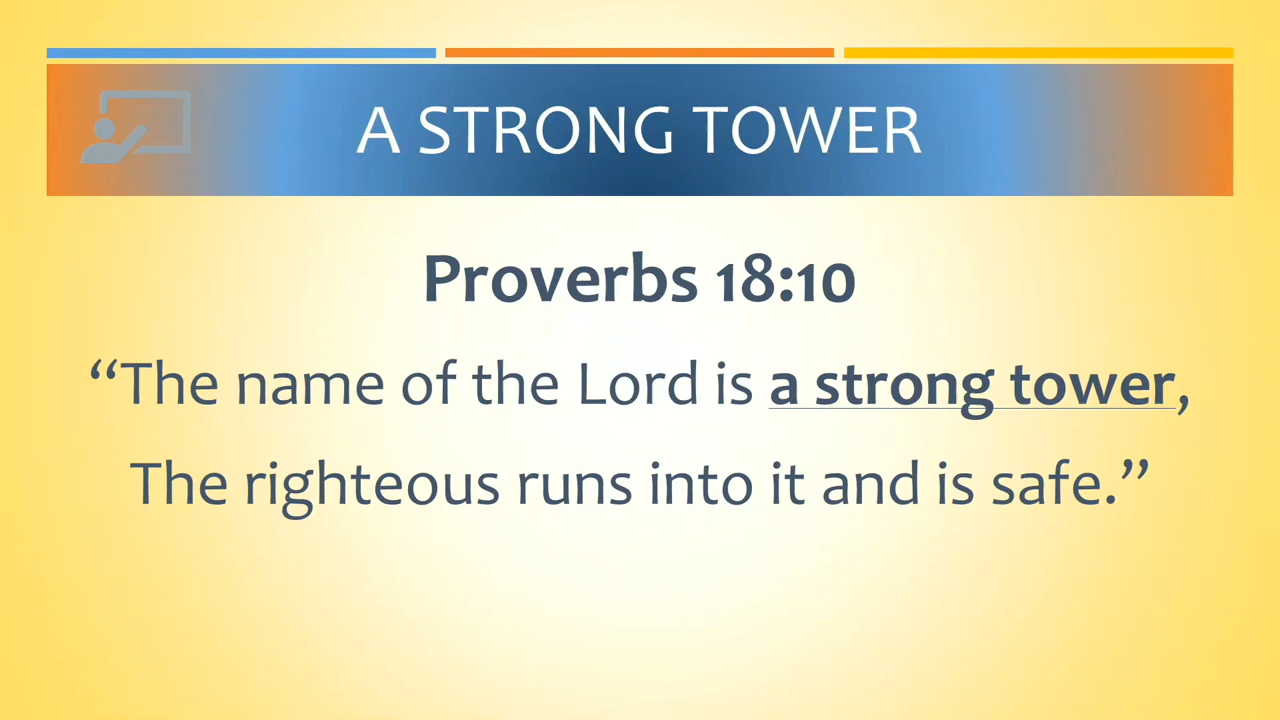 A STRONG TOWER
Proverbs 18:10
“The name of the Lord is a strong tower,
The righteous runs into it and is safe.”